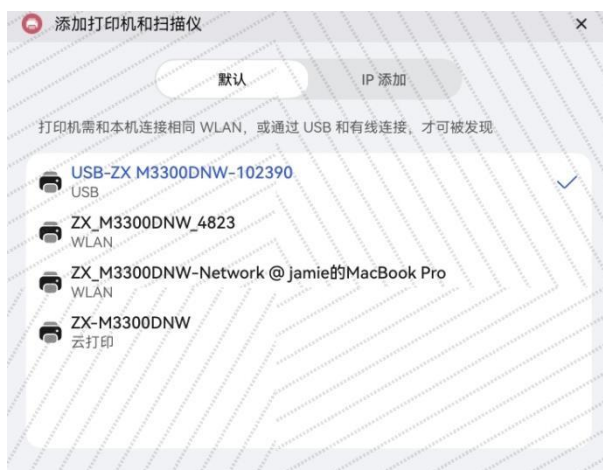 添加打印机和扫描仪
默认
IP 添加
打印机需和本机连接相同 WLAN，或通过 USB 和有线连接，才可被发现
USB-ZX M3300DNW-102390
USB
ZX_M3300DNW_4823
WLAN
ZX_M3300DNW-Network @ jamie的MacBook Pro
WLAN
ZX-M3300DNW
云打印